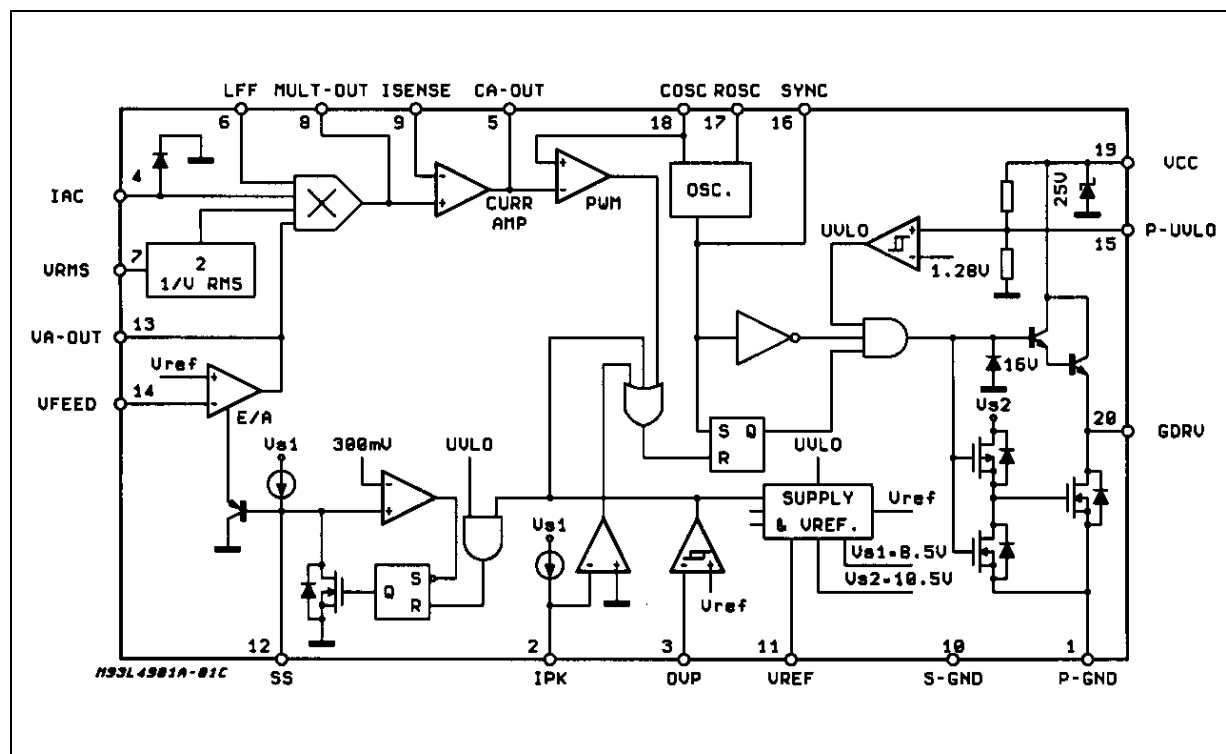 LFF MULT-OUT ISENSE CA-OUT COSC ROSC SYNC
6 8 9 5 18 17 16
19 VCC
4
IAC
OSC.
25V
CURR
AMP
PWM
UVLO
15 P-UVLO
1.28V
7
VRMS
2
1/V RMS
13
VA-OUT
Vref
16V
14
VFEED
E/A
Vs2
S Q
R
20
GDRV
Vs1
300mV
UVLO
UVLO
SUPPLY
& VREF.
Vref
Vs1
Vs1=8.5V
Vs2=10.5V
Q S
R
Vref
12 2 3 11 10 1
M93L4981A-01C
SS IPK OVP VREF S-GND P-GND
+ -